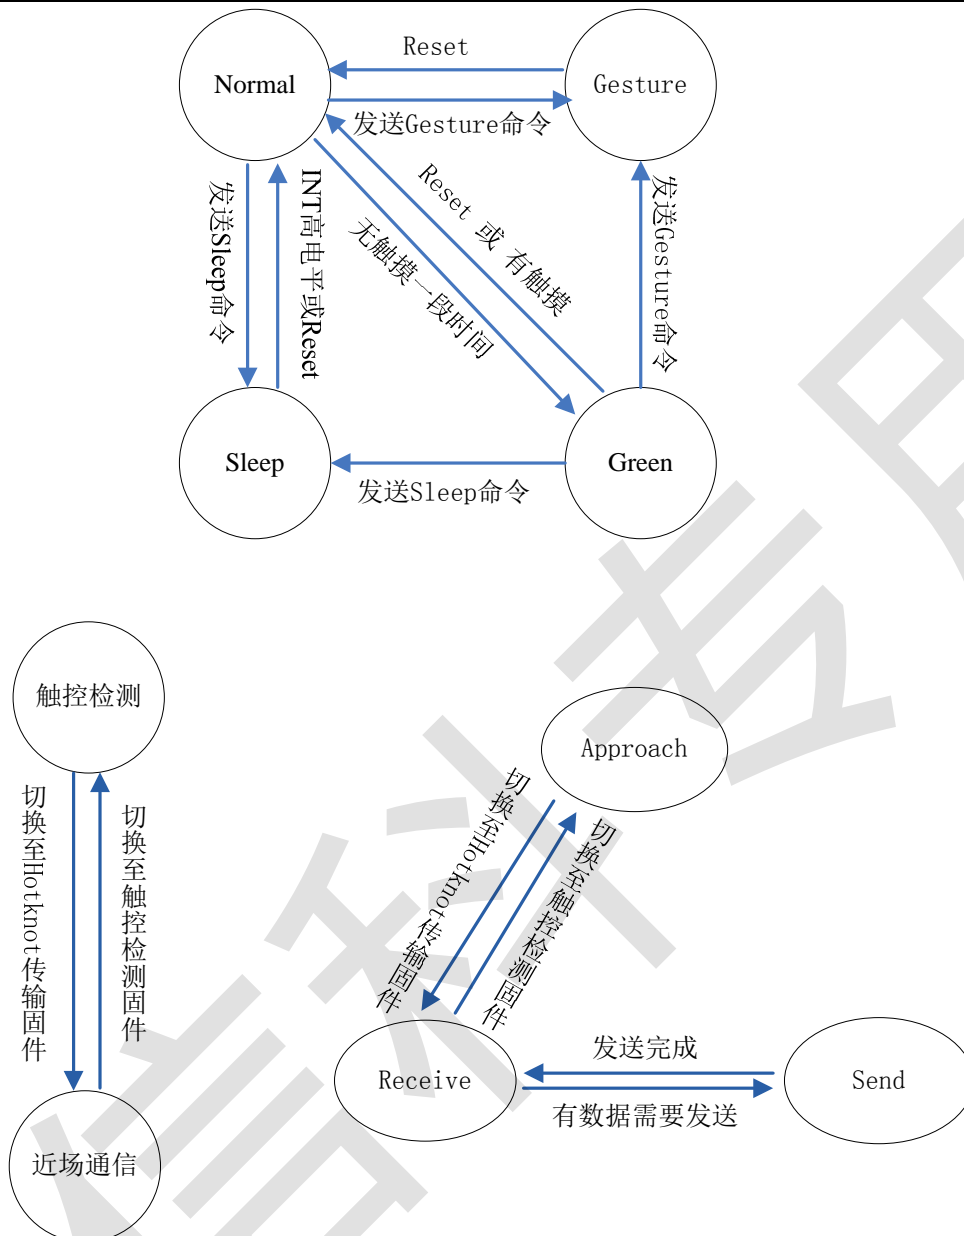 Reset
Normal
Gesture
发送Gesture命令
Reset 或 有触摸
无触摸一段时间
发送Sleep命令
INT高电平或Reset
发送Gesture命令
Sleep
Green
发送Sleep命令
触控检测
切换至Hotknot传输固件
切换至触控检测固件
近场通信
Approach
切换至Hotknot传输固件
切换至触控检测固件
Receive
发送完成
有数据需要发送
Send
信科专用